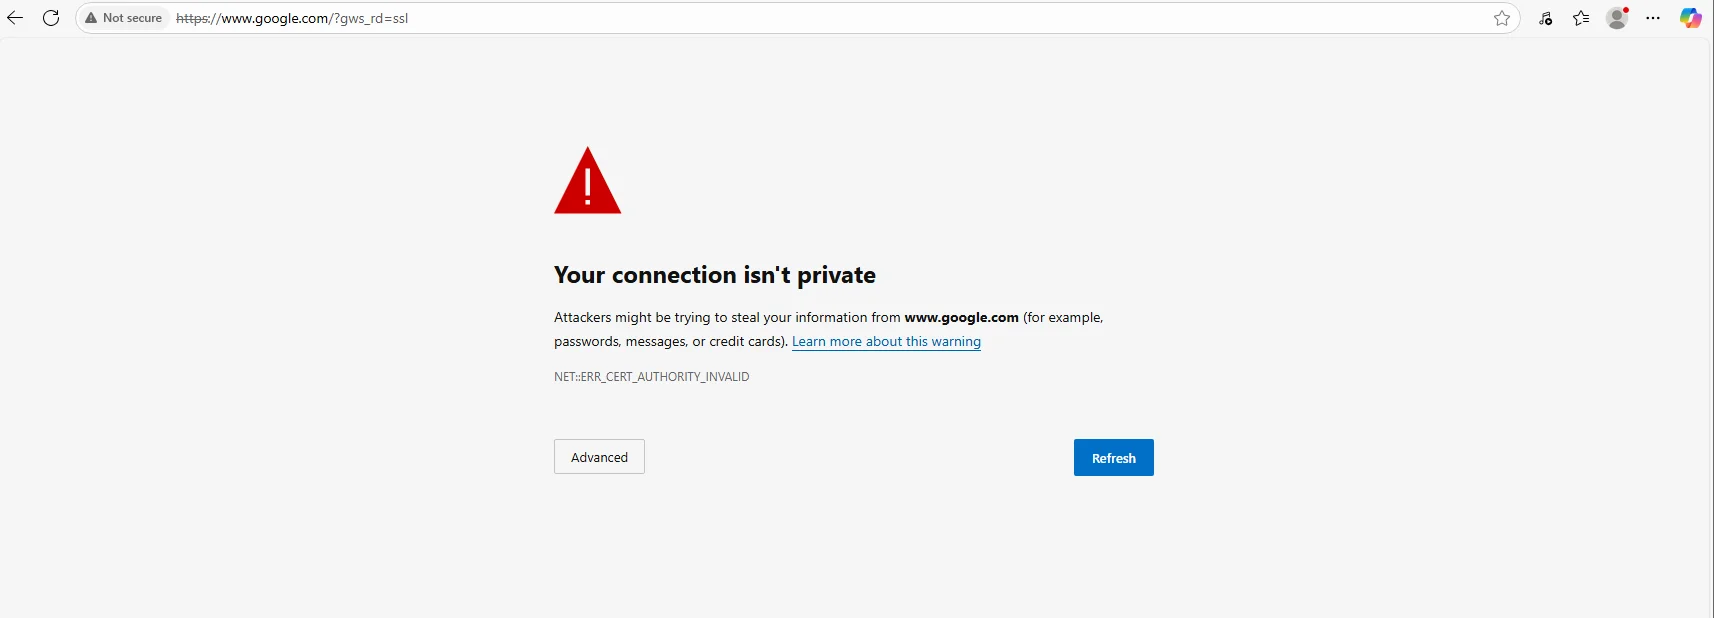 Not secure https://www.google.com/?gws_rd=ssl
Your connection isn't private
Attackers might be trying to steal your information from www.google.com (for example,
passwords, messages, or credit cards). Learn more about this warning
NET::ERR_CERT_AUTHORITY_INVALID
Advanced
Refresh